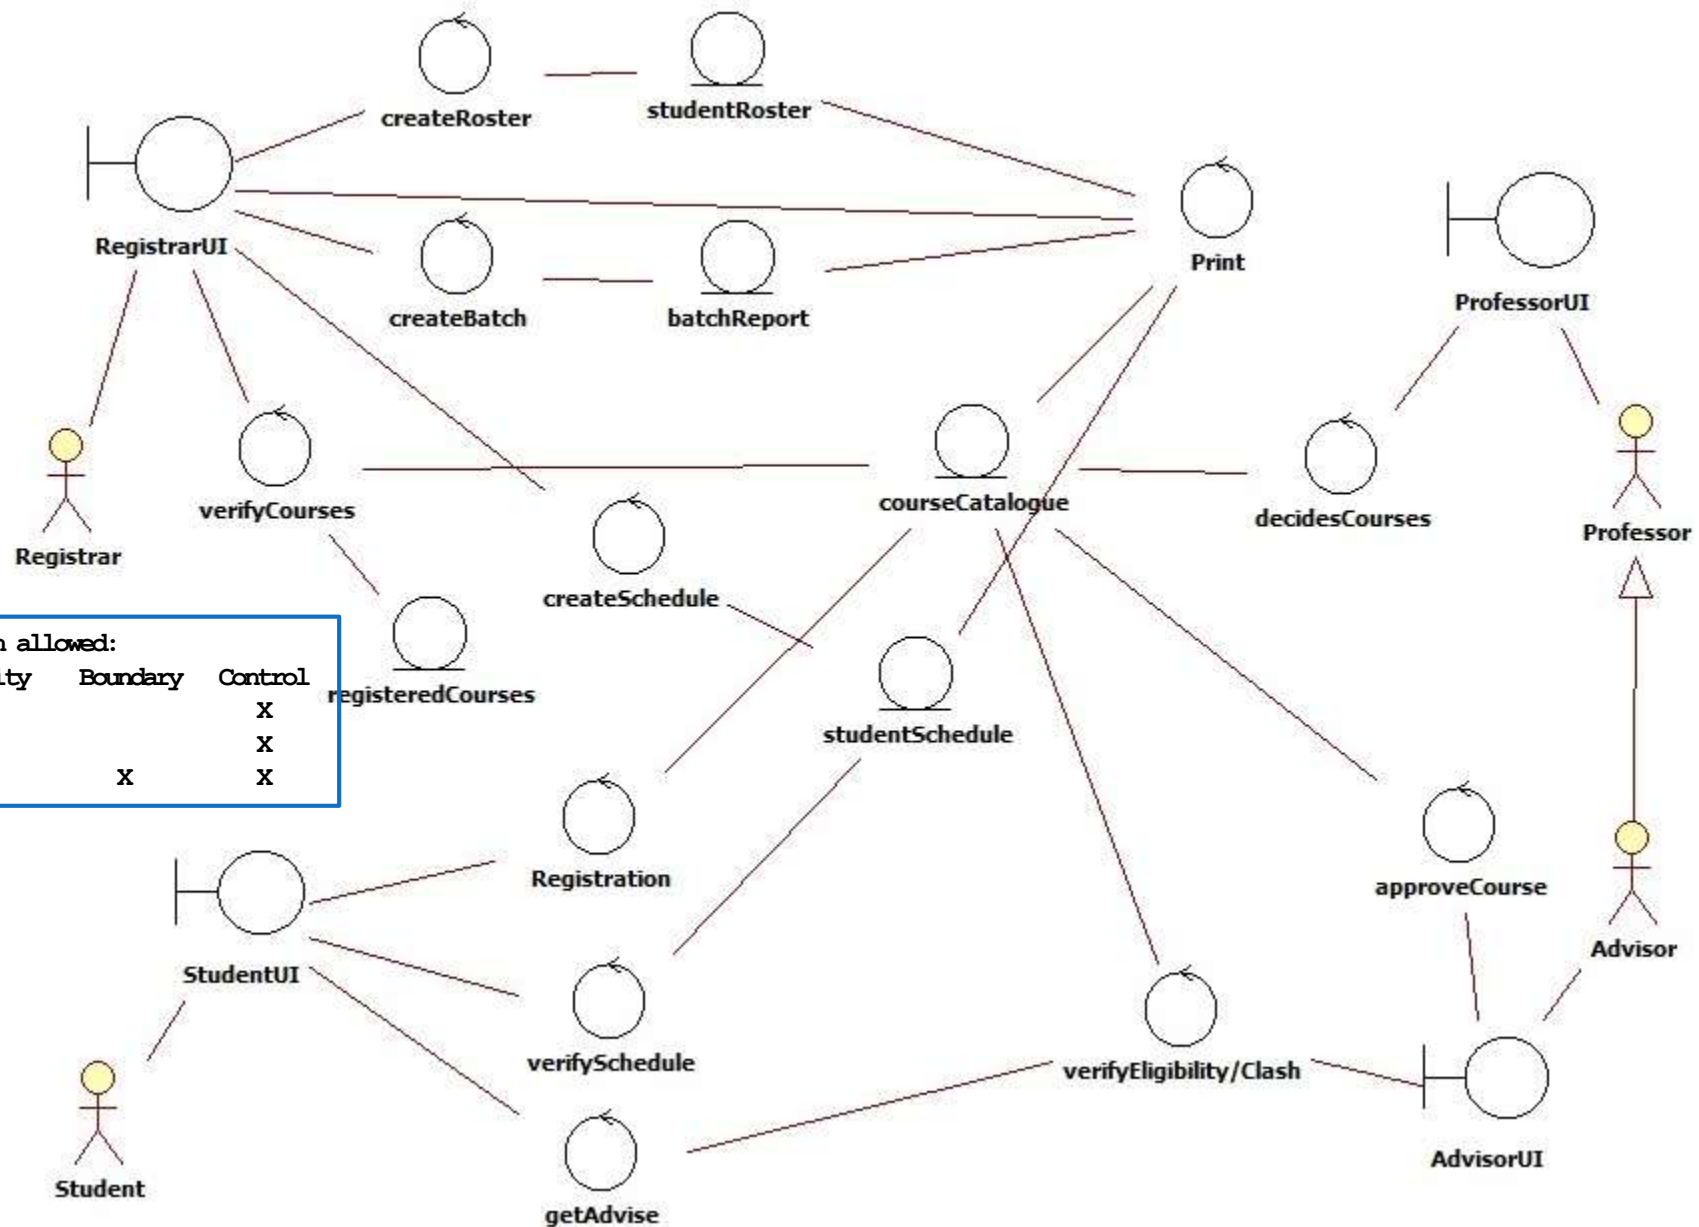 createRoster
studentRoster
RegistrarUI
Print
ProfessorUI
createBatch
batchReport
verifyCourses
courseCatalogue
decidesCourses
Professor
Registrar
createSchedule
allowed:
Boundary Control
X
X
X X
registeredCourses
studentSchedule
Registration
approveCourse
Advisor
StudentUI
verifySchedule
verifyEligibility/Clash
AdvisorUI
Student
getAdvise